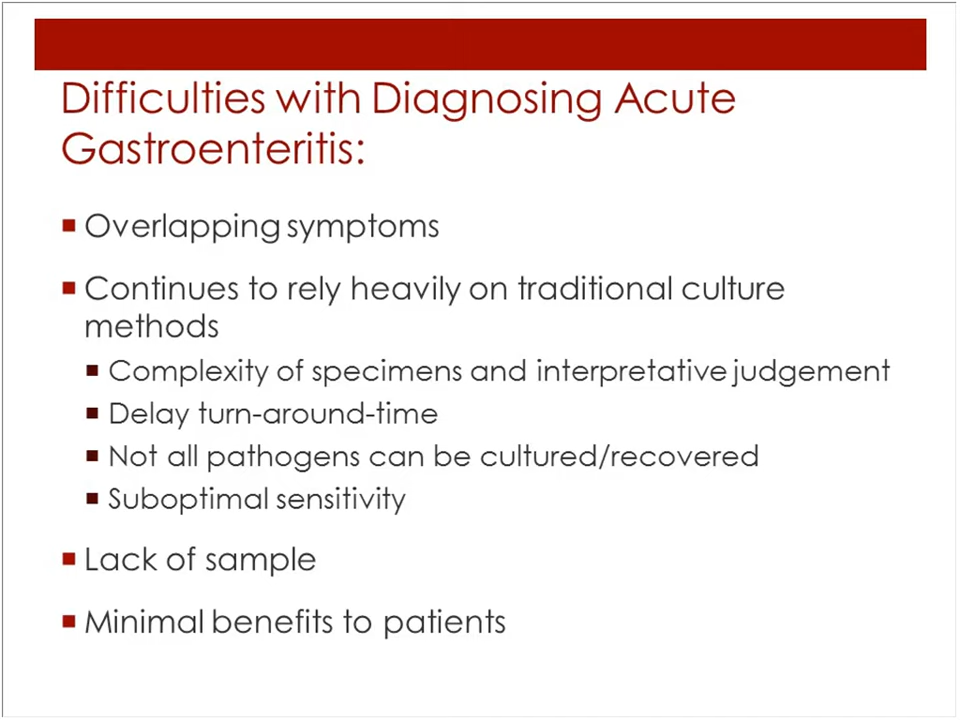 Difficulties with Diagnosing Acute
Gastroenteritis:
Overlapping symptoms
Continues to rely heavily on traditional culture
methods
Complexity of specimens and interpretative judgement
Delay turn-around-time
Not all pathogens can be cultured/recovered
Suboptimal sensitivity
Lack of sample
Minimal benefits to patients